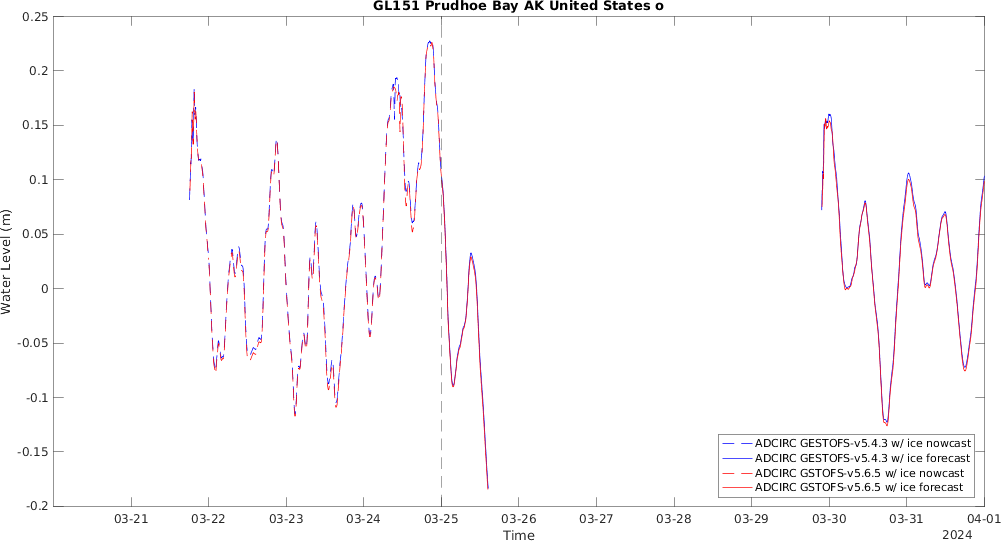 GL151 Prudhoe Bay AK United States o
Water Level (m)
0.25
0.2
0.15
0.1
0.05
0
-0.05
-0.1
-0.15
-0.2
ADCIRC GESTOFS-v5.4.3 w/ ice nowcast
ADCIRC GESTOFS-v5.4.3 w/ ice forecast
ADCIRC GSTOFS-v5.6.5 w/ ice nowcast
ADCIRC GSTOFS-v5.6.5 w/ ice forecast
03-21 03-22 03-23 03-24 03-25 03-26 03-27 03-28 03-29 03-30 03-31 04-01
Time
2024